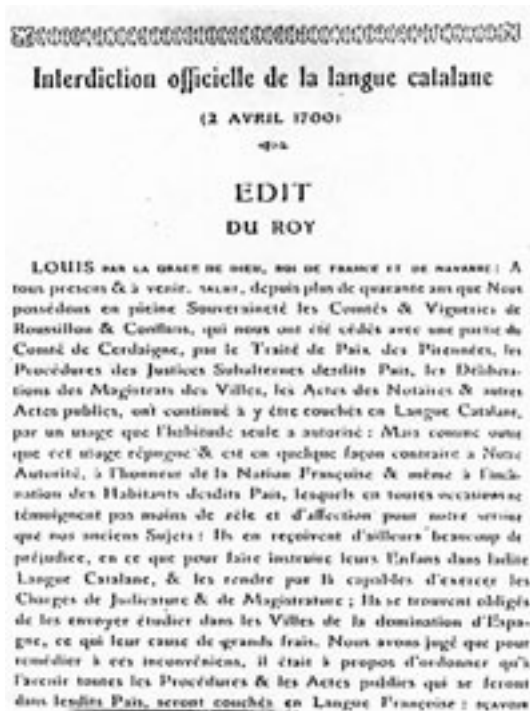 Interdiction officielle de la langue catalane
(2 AVRIL 1700)
EDIT
DU ROY
LOUIS PAR LA GRACE DE DIEU, ROI DE FRANCE ET DE NAVARRE : A
tous presens & à venir. SALUT, depuis plus de quarante ans que Nous
possédons en pleine Souveraineté les Comtés & Vigueries de
Roussillon & Conflans, qui nous ont été cédés avec une partie du
Comté de Cerdaigne, par le Traité de Paix des Pirennées, les
Procédures des Justices Subalternes desdits Pais, les Délibera-
tions des Magistrats des Villes, les Actes des Notaires & autres
Actes publics, ont continué à y être couchés en Langue Catalane,
par un usage que l'habitude seule a autorisé : Mais comme outre
que cet usage répugne & est en quelque façon contraire à Notre
Autorité, à l'honneur de la Nation Françoise & même à l'incli-
nation des Habitants desdits Pais, lesquels en toutes occasions ne
témoignent pas moins de zèle et d'affection pour notre service
que nos anciens Sujets : Ils en reçoivent d'ailleurs beaucoup de
préjudice, en ce que pour faire instruire leurs Enfans dans ladite
Langue Catalane, & les rendre par là capables d'exercer les
Charges de Judicature & de Magistrature ; Ils se trouvent obligés
de les envoyer étudier dans les Villes de la domination d'Espa-
gne, ce qui leur cause de grands frais. Nous avons jugé que pour
remédier à ces inconvéniens, il était à propos d'ordonner qu'à
l'avenir toutes les Procédures & les Actes publics qui se feront
dans lesdits Pais, seront couchés en Langue Françoise : SÇAVOIR